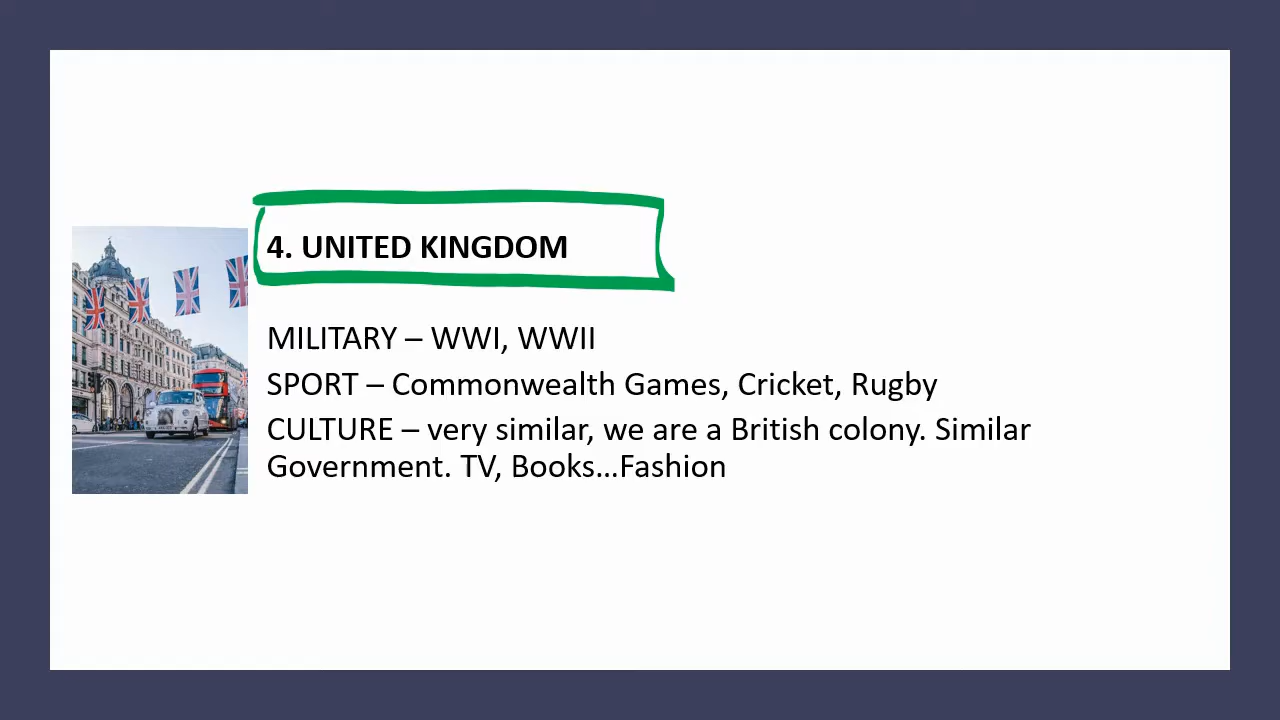 4. UNITED KINGDOM
MILITARY – WWI, WWII
SPORT – Commonwealth Games, Cricket, Rugby
CULTURE – very similar, we are a British colony. Similar
Government. TV, Books...Fashion